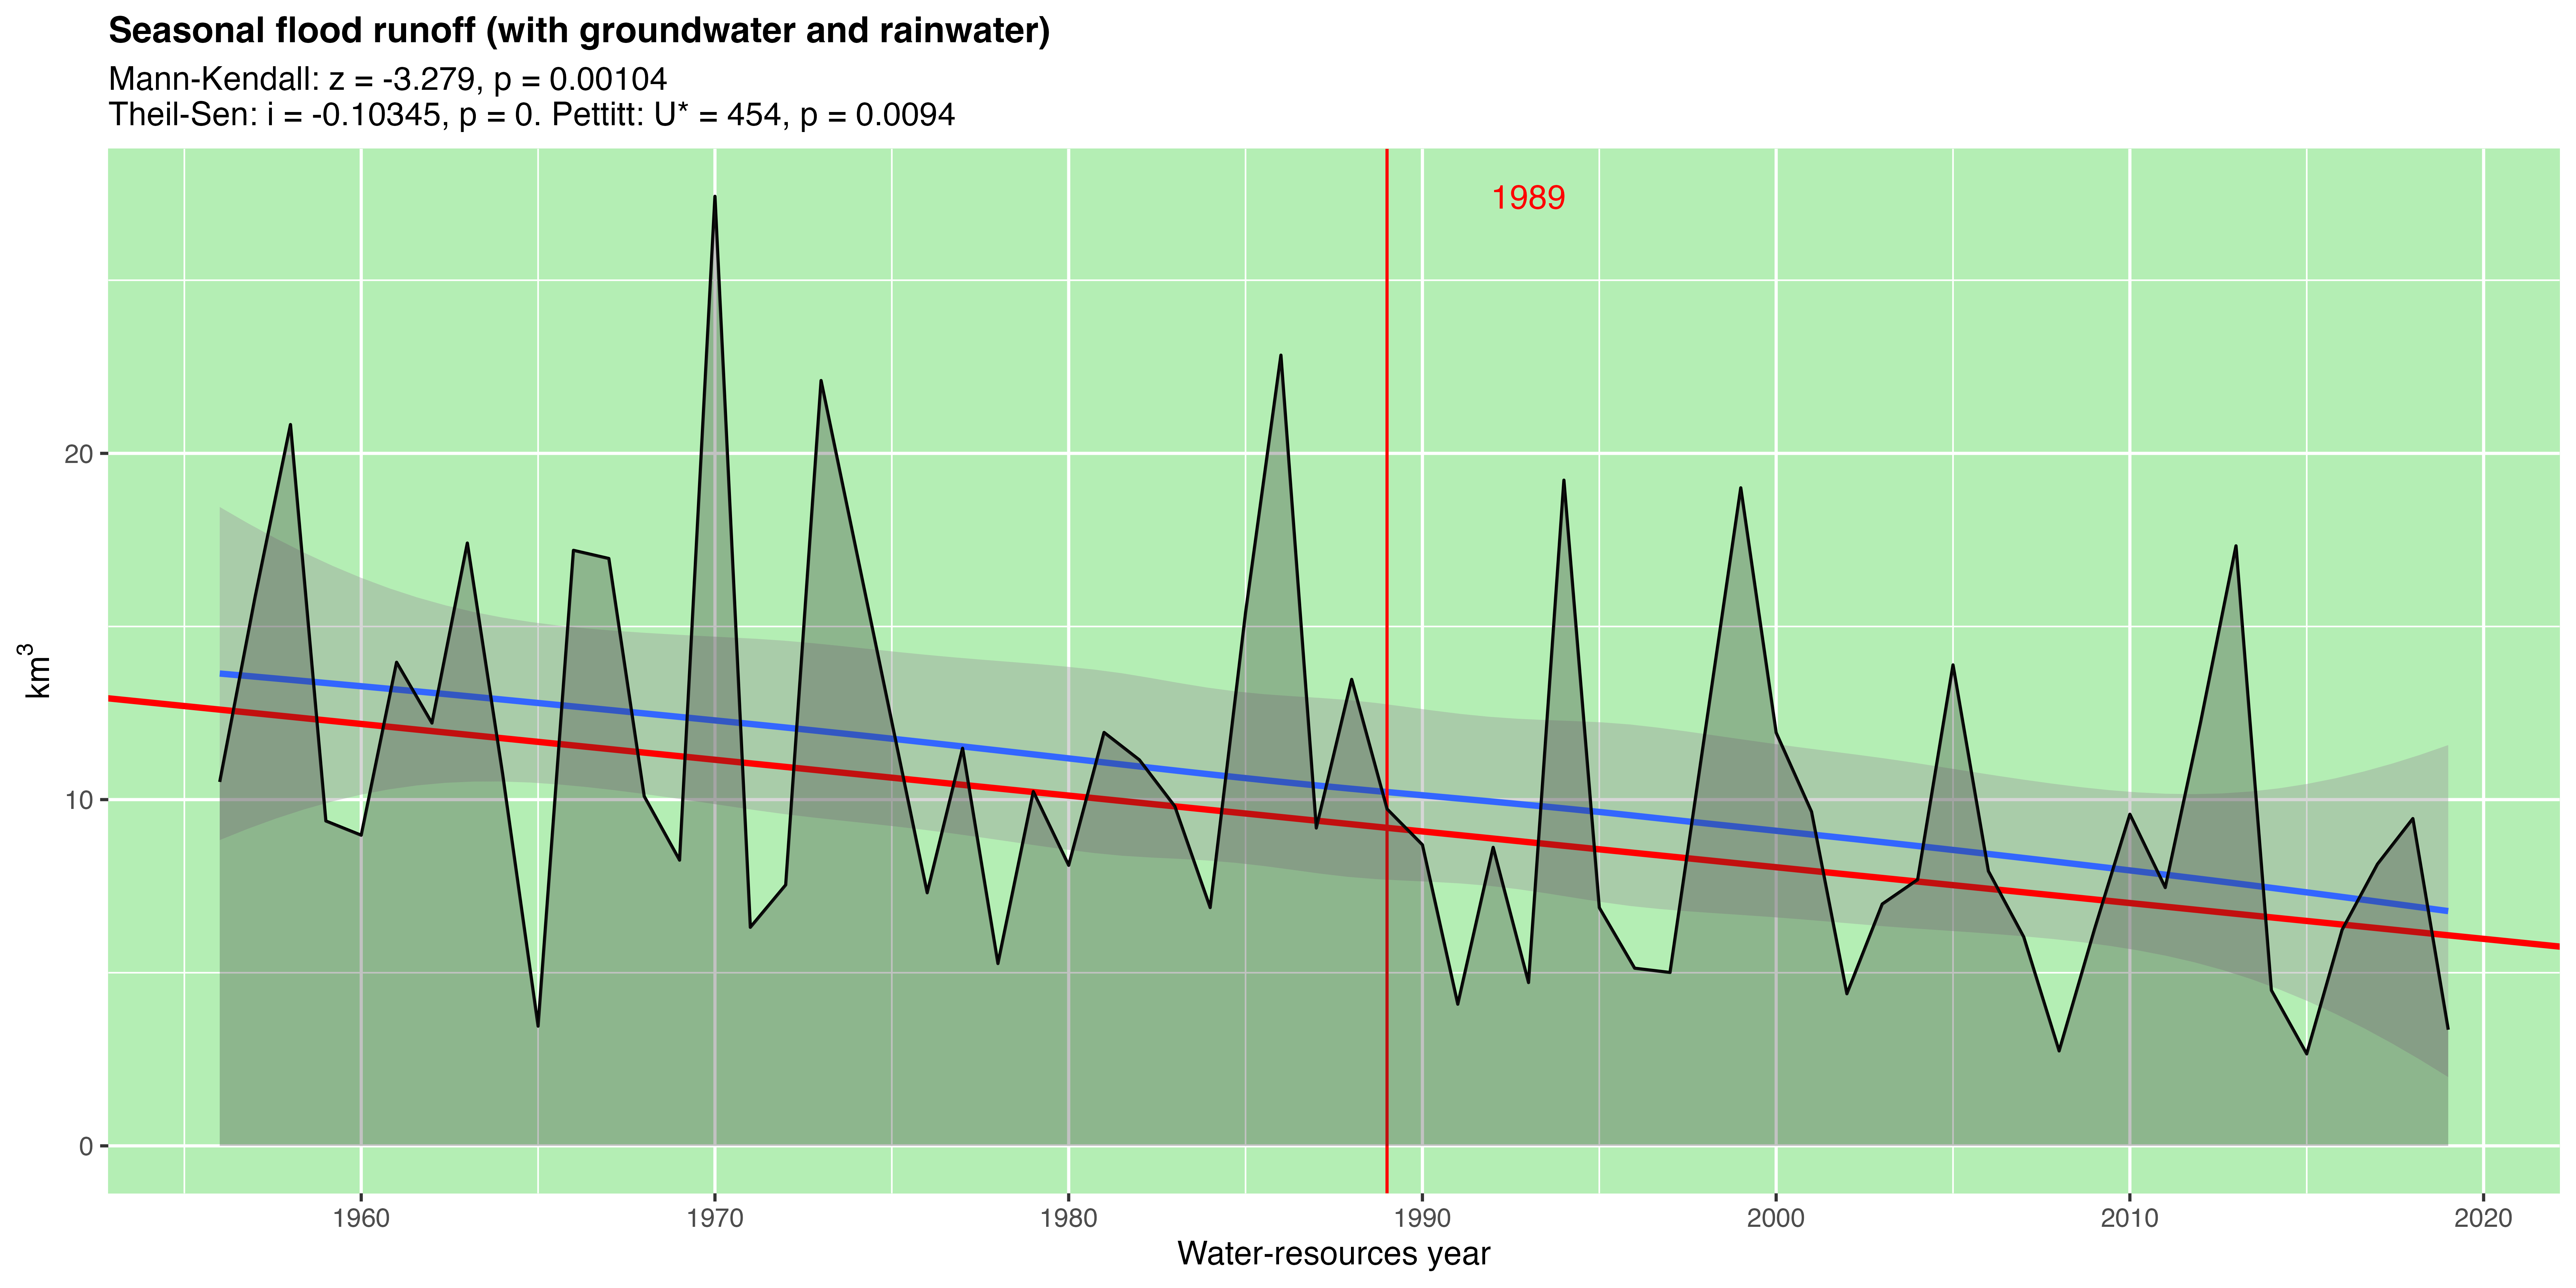 Seasonal flood runoff (with groundwater and rainwater)
Mann-Kendall: z = -3.279, p = 0.00104
Theil-Sen: i = -0.10345, p = 0. Pettitt: U* = 454, p = 0.0094
1989
20
10
0
km³
1960 1970 1980 1990 2000 2010 2020
Water-resources year